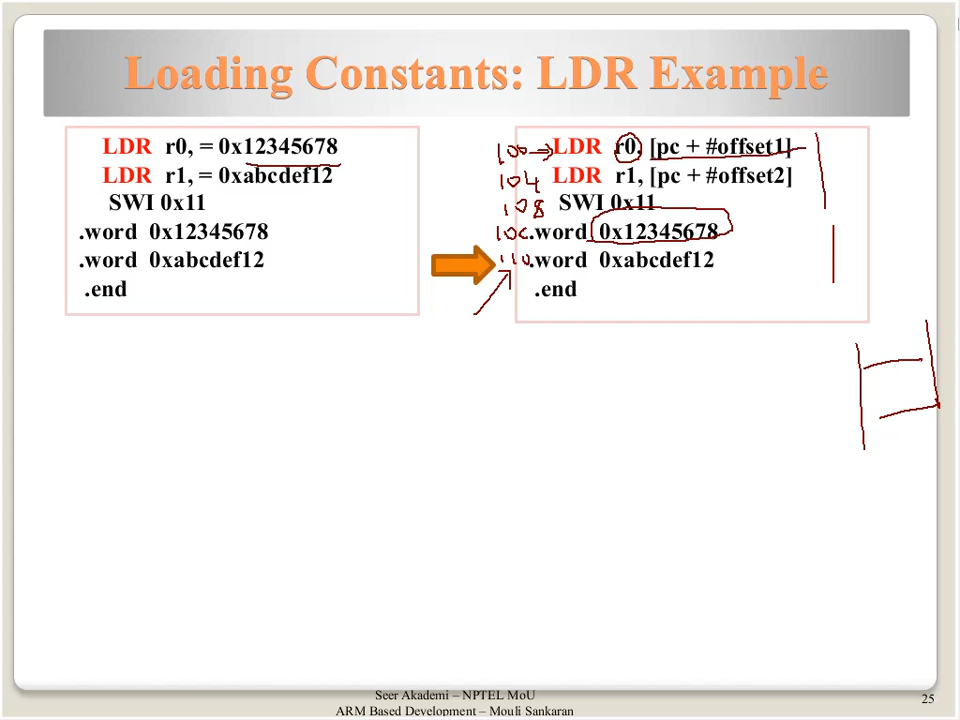 Loading Constants: LDR Example
LDR r0, = 0x12345678
LDR r1, = 0xabcdef12
SWI 0x11
.word 0x12345678
.word 0xabcdef12
.end
100 LDR r0, [pc + #offset1]
104 LDR r1, [pc + #offset2]
108 SWI 0x11
10c .word 0x12345678
110 .word 0xabcdef12
.end
Seer Akademi – NPTEL MoU
ARM Based Development – Mouli Sankaran
25